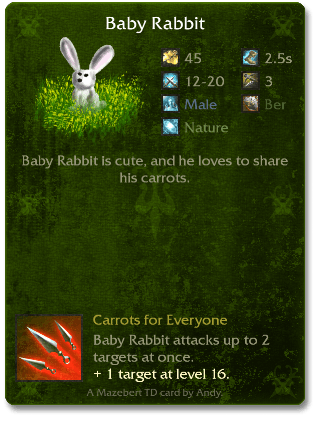 Baby Rabbit
45 2.5s
12-20 3
Male Ber
Nature
Baby Rabbit is cute, and he loves to share
his carrots.
Carrots for Everyone
Baby Rabbit attacks up to 2
targets at once.
+ 1 target at level 16.
A Mazebert TD card by Andy.